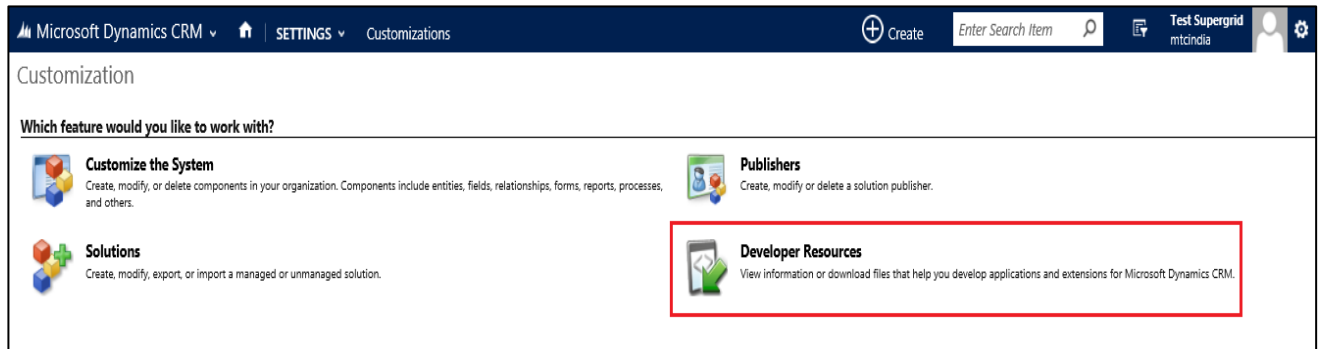 Microsoft Dynamics CRM SETTINGS Customizations Create Enter Search Item Test Supergrid
mtcindia
Customization
Which feature would you like to work with?
Customize the System
Create, modify, or delete components in your organization. Components include entities, fields, relationships, forms, reports, processes,
and others.
Publishers
Create, modify or delete a solution publisher.
Solutions
Create, modify, export, or import a managed or unmanaged solution.
Developer Resources
View information or download files that help you develop applications and extensions for Microsoft Dynamics CRM.